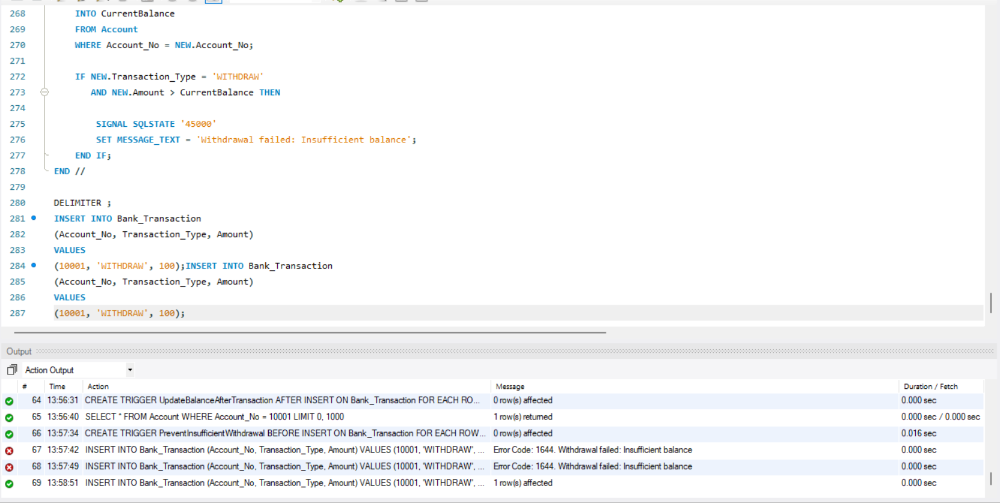 268 INTO CurrentBalance
269 FROM Account
270 WHERE Account_No = NEW.Account_No;
271
272 IF NEW.Transaction_Type = 'WITHDRAW'
273 AND NEW.Amount > CurrentBalance THEN
274
275 SIGNAL SQLSTATE '45000'
276 SET MESSAGE_TEXT = 'Withdrawal failed: Insufficient balance';
277 END IF;
278 END //
279
280 DELIMITER ;
281 INSERT INTO Bank_Transaction
282 (Account_No, Transaction_Type, Amount)
283 VALUES
284 (10001, 'WITHDRAW', 100);INSERT INTO Bank_Transaction
285 (Account_No, Transaction_Type, Amount)
286 VALUES
287 (10001, 'WITHDRAW', 100);
Output
Action Output
# Time Action Message Duration / Fetch
64 13:56:31 CREATE TRIGGER UpdateBalanceAfterTransaction AFTER INSERT ON Bank_Transaction FOR EACH RO... 0 row(s) affected 0.000 sec
65 13:56:40 SELECT * FROM Account WHERE Account_No = 10001 LIMIT 0, 1000 1 row(s) returned 0.000 sec / 0.000 sec
66 13:57:34 CREATE TRIGGER PreventInsufficientWithdrawal BEFORE INSERT ON Bank_Transaction FOR EACH ROW... 0 row(s) affected 0.016 sec
67 13:57:42 INSERT INTO Bank_Transaction (Account_No, Transaction_Type, Amount) VALUES (10001, 'WITHDRAW', ... Error Code: 1644. Withdrawal failed: Insufficient balance 0.000 sec
68 13:57:49 INSERT INTO Bank_Transaction (Account_No, Transaction_Type, Amount) VALUES (10001, 'WITHDRAW', ... Error Code: 1644. Withdrawal failed: Insufficient balance 0.000 sec
69 13:58:51 INSERT INTO Bank_Transaction (Account_No, Transaction_Type, Amount) VALUES (10001, 'WITHDRAW', ... 1 row(s) affected 0.000 sec